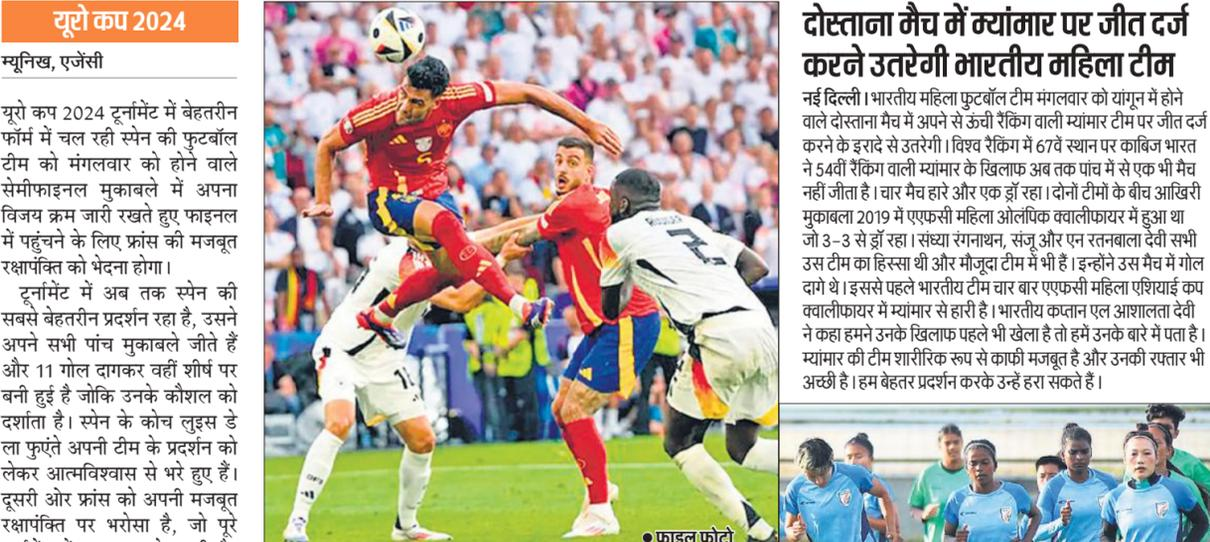 यूरो कप 2024
म्यूनिख, एजेंसी
यूरो कप 2024 टूर्नामेंट में बेहतरीन
फॉर्म में चल रही स्पेन की फुटबॉल
टीम को मंगलवार को होने वाले
सेमीफाइनल मुकाबले में अपना
विजय क्रम जारी रखते हुए फाइनल
में पहुंचने के लिए फ्रांस की मजबूत
रक्षापंक्ति को भेदना होगा।
टूर्नामेंट में अब तक स्पेन की
सबसे बेहतरीन प्रदर्शन रहा है, उसने
अपने सभी पांच मुकाबले जीते हैं
और 11 गोल दागकर वहीं शीर्ष पर
बनी हुई है जोकि उनके कौशल को
दर्शाता है। स्पेन के कोच लुइस डे
ला फुएंते अपनी टीम के प्रदर्शन को
लेकर आत्मविश्वास से भरे हुए हैं।
दूसरी ओर फ्रांस को अपनी मजबूत
रक्षापंक्ति पर भरोसा है, जो पूरे
5
RÜDIGER
2
● फाइल फोटो
दोस्ताना मैच में म्यांमार पर जीत दर्ज
करने उतरेगी भारतीय महिला टीम
नई दिल्ली। भारतीय महिला फुटबॉल टीम मंगलवार को यांगून में होने
वाले दोस्ताना मैच में अपने से ऊंची रैंकिंग वाली म्यांमार टीम पर जीत दर्ज
करने के इरादे से उतरेगी। विश्व रैकिंग में 67वें स्थान पर काबिज भारत
ने 54वीं रैंकिंग वाली म्यांमार के खिलाफ अब तक पांच में से एक भी मैच
नहीं जीता है। चार मैच हारे और एक ड्रॉ रहा। दोनों टीमों के बीच आखिरी
मुकाबला 2019 में एएफसी महिला ओलंपिक क्वालीफायर में हुआ था
जो 3-3 से ड्रॉ रहा। संध्या रंगनाथन, संजू और एन रतनबाला देवी सभी
उस टीम का हिस्सा थी और मौजूदा टीम में भी हैं। इन्होंने उस मैच में गोल
दागे थे। इससे पहले भारतीय टीम चार बार एएफसी महिला एशियाई कप
क्वालीफायर में म्यांमार से हारी है। भारतीय कप्तान एल आशालता देवी
ने कहा हमने उनके खिलाफ पहले भी खेला है तो हमें उनके बारे में पता है।
म्यांमार की टीम शारीरिक रूप से काफी मजबूत है और उनकी रफ्तार भी
अच्छी है। हम बेहतर प्रदर्शन करके उन्हें हरा सकते हैं।